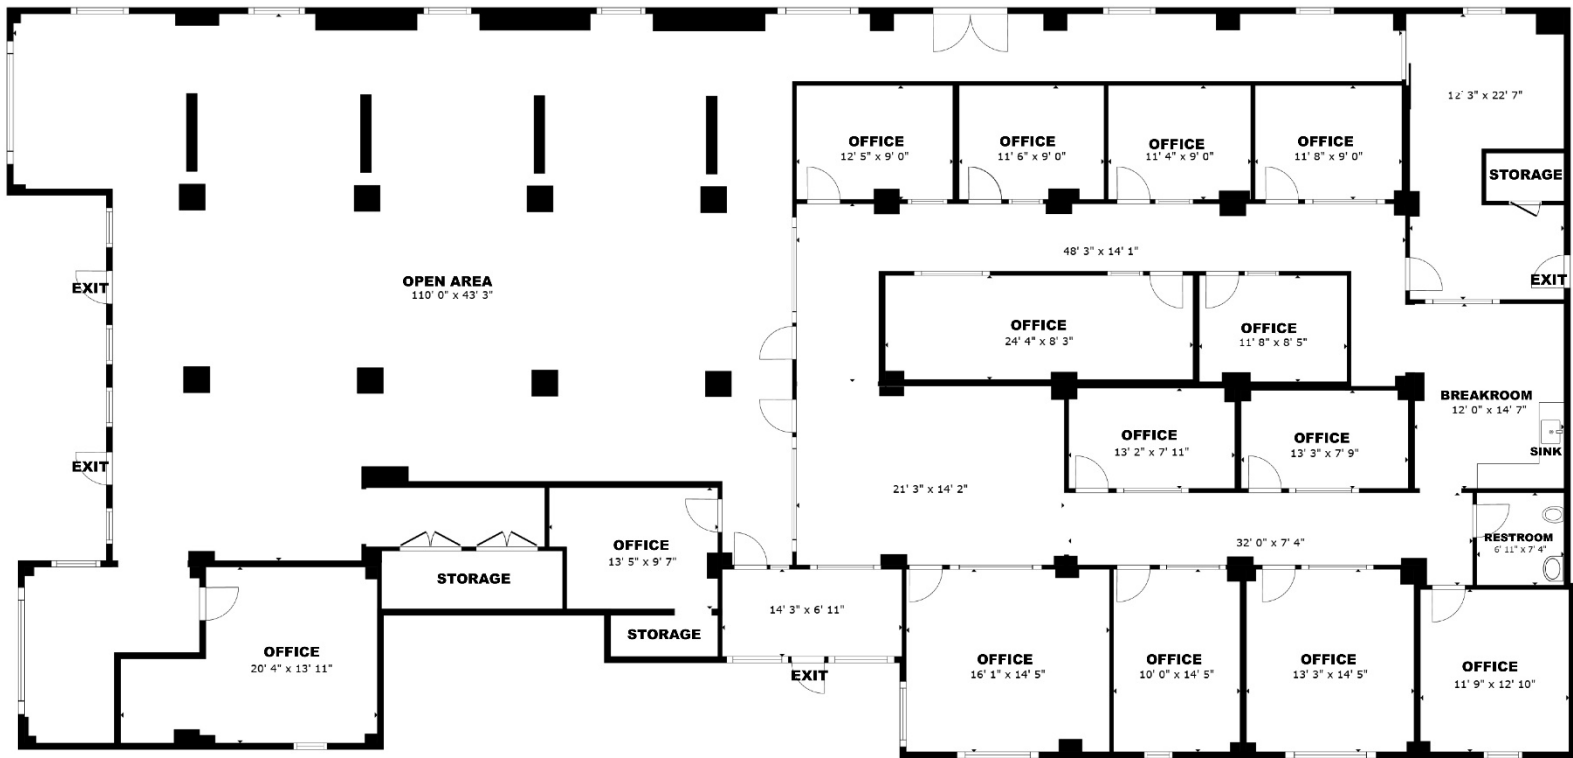 12' 3" x 22' 7"
OFFICE
12' 5" x 9' 0"
OFFICE
11' 6" x 9' 0"
OFFICE
11' 4" x 9' 0"
OFFICE
11' 8" x 9' 0"
STORAGE
48' 3" x 14' 1"
OPEN AREA
110' 0" x 43' 3"
EXIT
EXIT
OFFICE
24' 4" x 8' 3"
OFFICE
11' 8" x 8' 5"
BREAKROOM
12' 0" x 14' 7"
SINK
OFFICE
13' 2" x 7' 11"
OFFICE
13' 3" x 7' 9"
EXIT
21' 3" x 14' 2"
OFFICE
13' 5" x 9' 7"
32' 0" x 7' 4"
RESTROOM
6' 11" x 7' 4"
STORAGE
14' 3" x 6' 11"
STORAGE
OFFICE
20' 4" x 13' 11"
EXIT
OFFICE
16' 1" x 14' 5"
OFFICE
10' 0" x 14' 5"
OFFICE
13' 3" x 14' 5"
OFFICE
11' 9" x 12' 10"